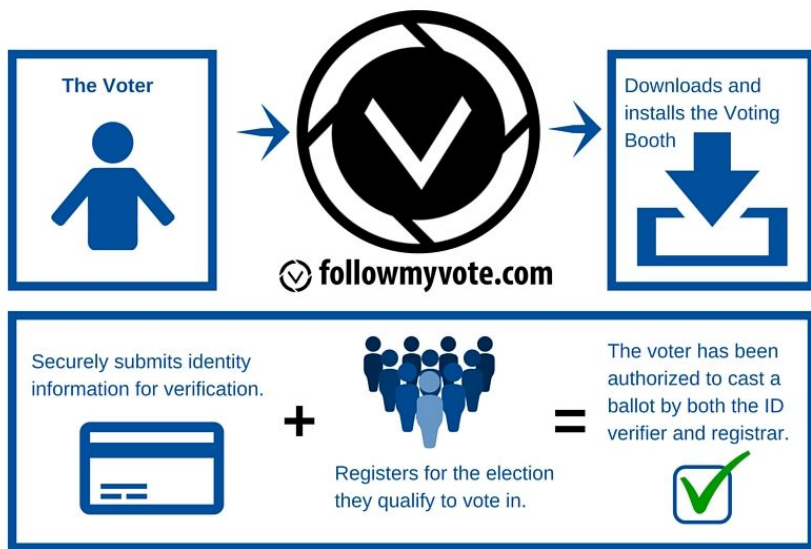 The Voter
Downloads and
installs the Voting
Booth
followmyvote.com
Securely submits identity
information for verification.
+
Registers for the election
they qualify to vote in.
=
The voter has been
authorized to cast a
ballot by both the ID
verifier and registrar.